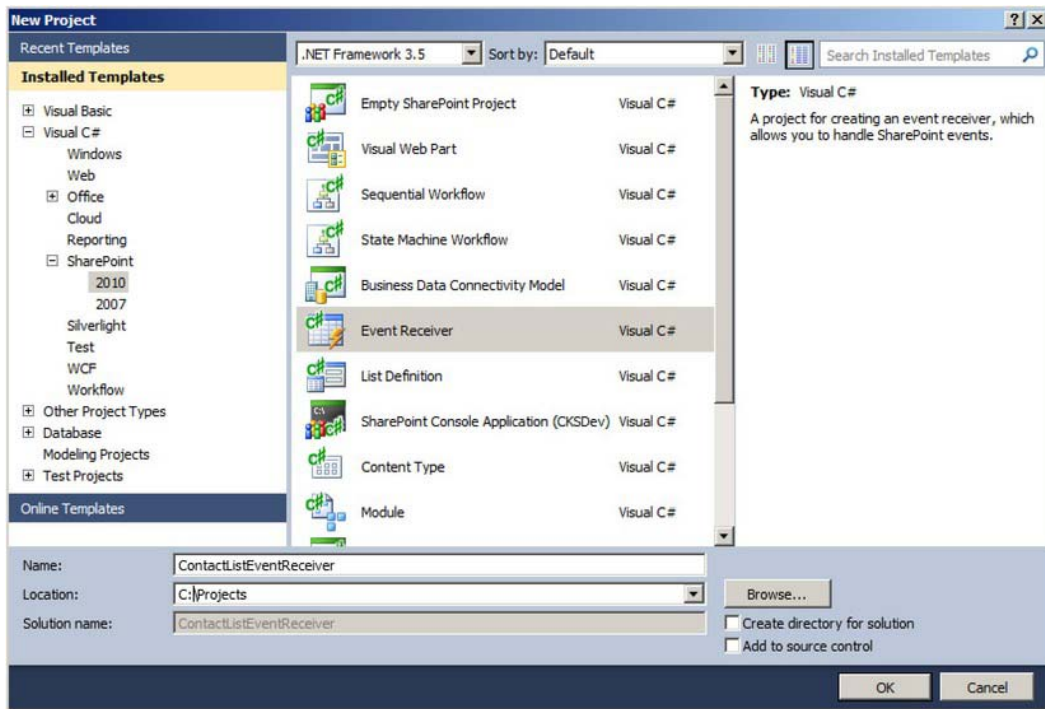 New Project
Recent Templates
Installed Templates
Visual Basic
Visual C#
Windows
Web
Office
Cloud
Reporting
SharePoint
2010
2007
Silverlight
Test
WCF
Workflow
Other Project Types
Database
Modeling Projects
Test Projects
Online Templates
.NET Framework 3.5 Sort by: Default Search Installed Templates
Empty SharePoint Project Visual C#
Visual Web Part Visual C#
Sequential Workflow Visual C#
State Machine Workflow Visual C#
Business Data Connectivity Model Visual C#
Event Receiver Visual C#
List Definition Visual C#
SharePoint Console Application (CKSDev) Visual C#
Content Type Visual C#
Module Visual C#
Type: Visual C#
A project for creating an event receiver, which
allows you to handle SharePoint events.
Name: ContactListEventReceiver
Location: C:\Projects Browse...
Solution name: ContactListEventReceiver Create directory for solution
Add to source control
OK Cancel